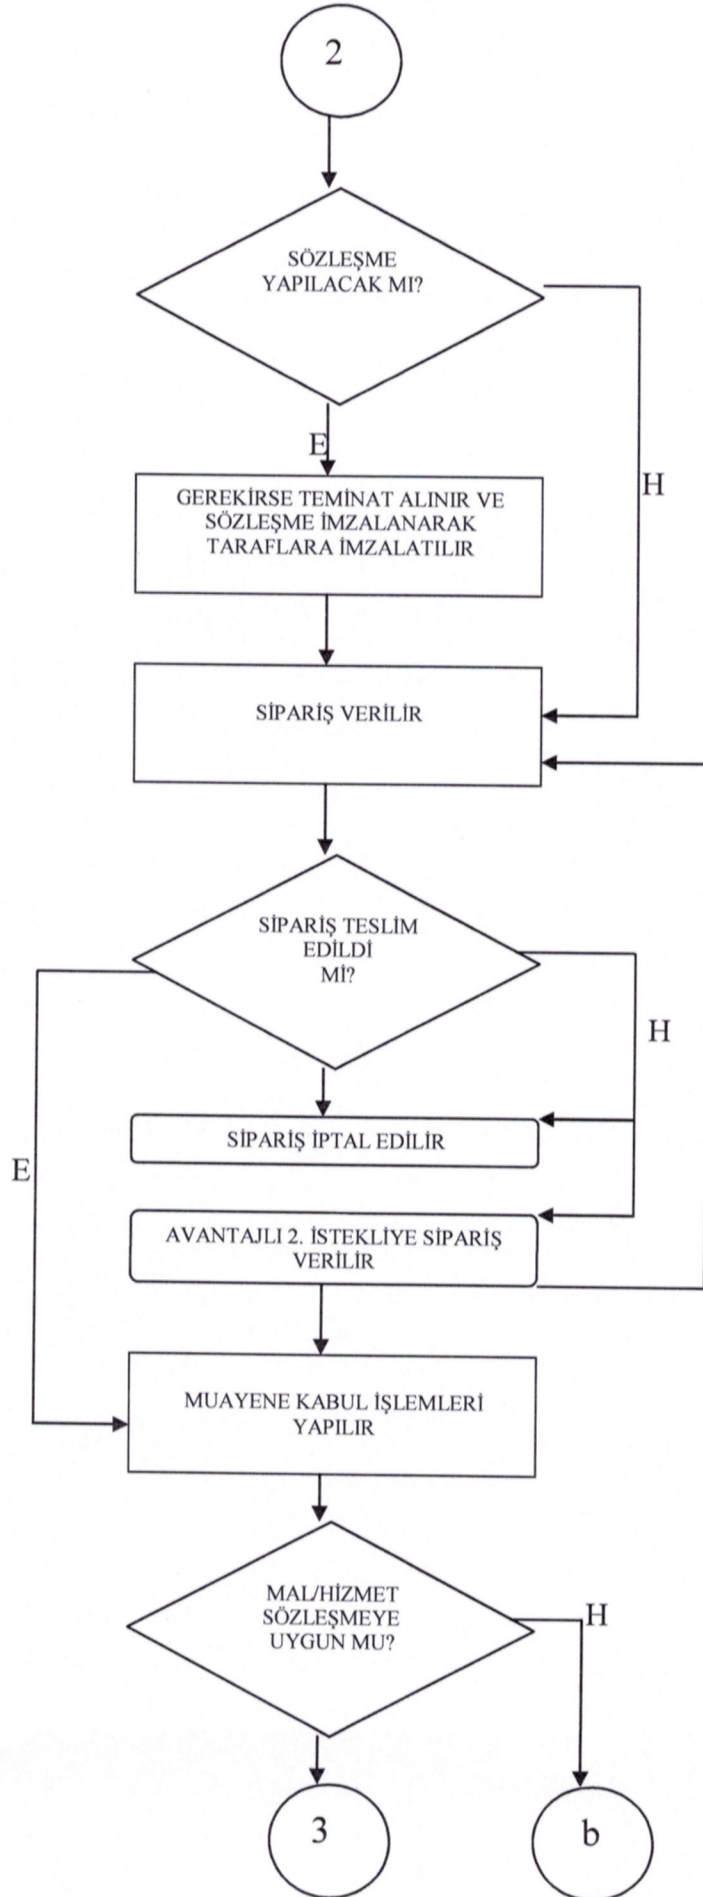 2
SÖZLEŞME
YAPILACAK MI?
E
H
GEREKİRSE TEMİNAT ALINIR VE
SÖZLEŞME İMZALANARAK
TARAFLARA İMZALATILIR
SİPARİŞ VERİLİR
SİPARİŞ TESLİM
EDİLDİ
Mİ?
H
SİPARİŞ İPTAL EDİLİR
E
AVANTAJLI 2. İSTEKLİYE SİPARİŞ
VERİLİR
MUAYENE KABUL İŞLEMLERİ
YAPILIR
MAL/HİZMET
SÖZLEŞMEYE
UYGUN MU?
H
3
b